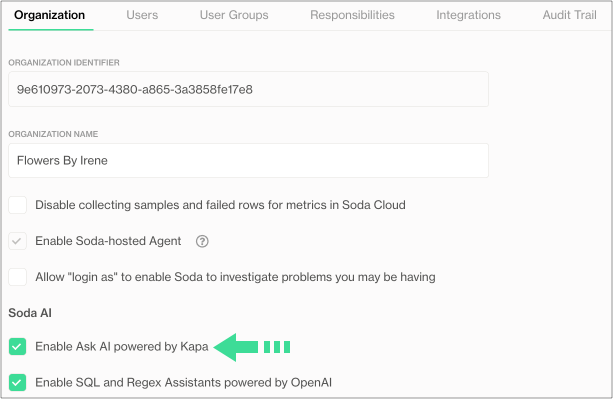 Organization Users User Groups Responsibilities Integrations Audit Trail
ORGANIZATION IDENTIFIER
9e610973-2073-4380-a865-3a3858fe17e8
ORGANIZATION NAME
Flowers By Irene
Disable collecting samples and failed rows for metrics in Soda Cloud
Enable Soda-hosted Agent ?
Allow "login as" to enable Soda to investigate problems you may be having
Soda AI
Enable Ask AI powered by Kapa
Enable SQL and Regex Assistants powered by OpenAI